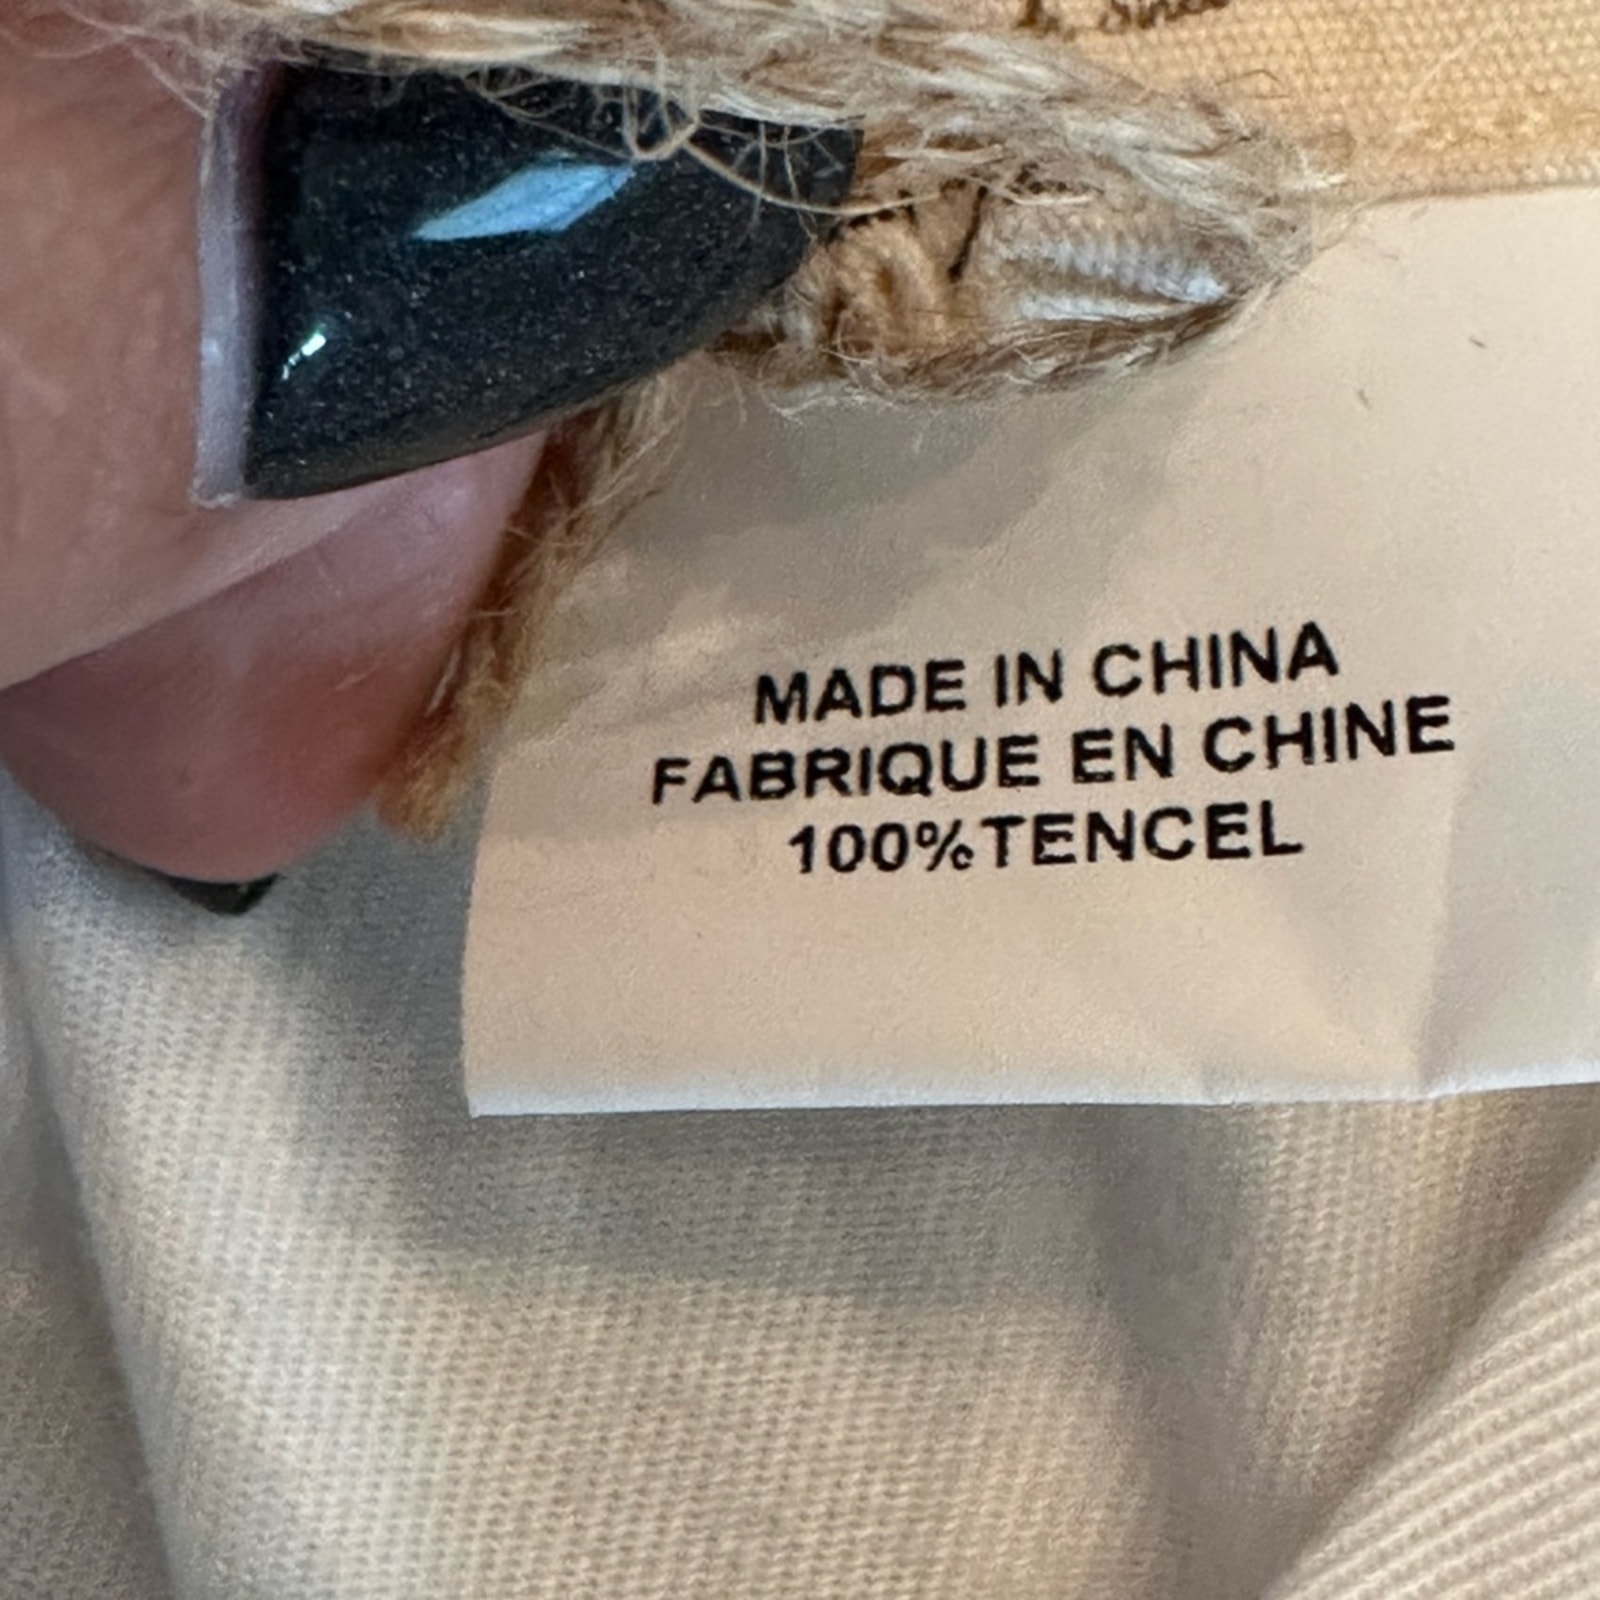 MADE IN CHINA
FABRIQUE EN CHINE
100%TENCEL